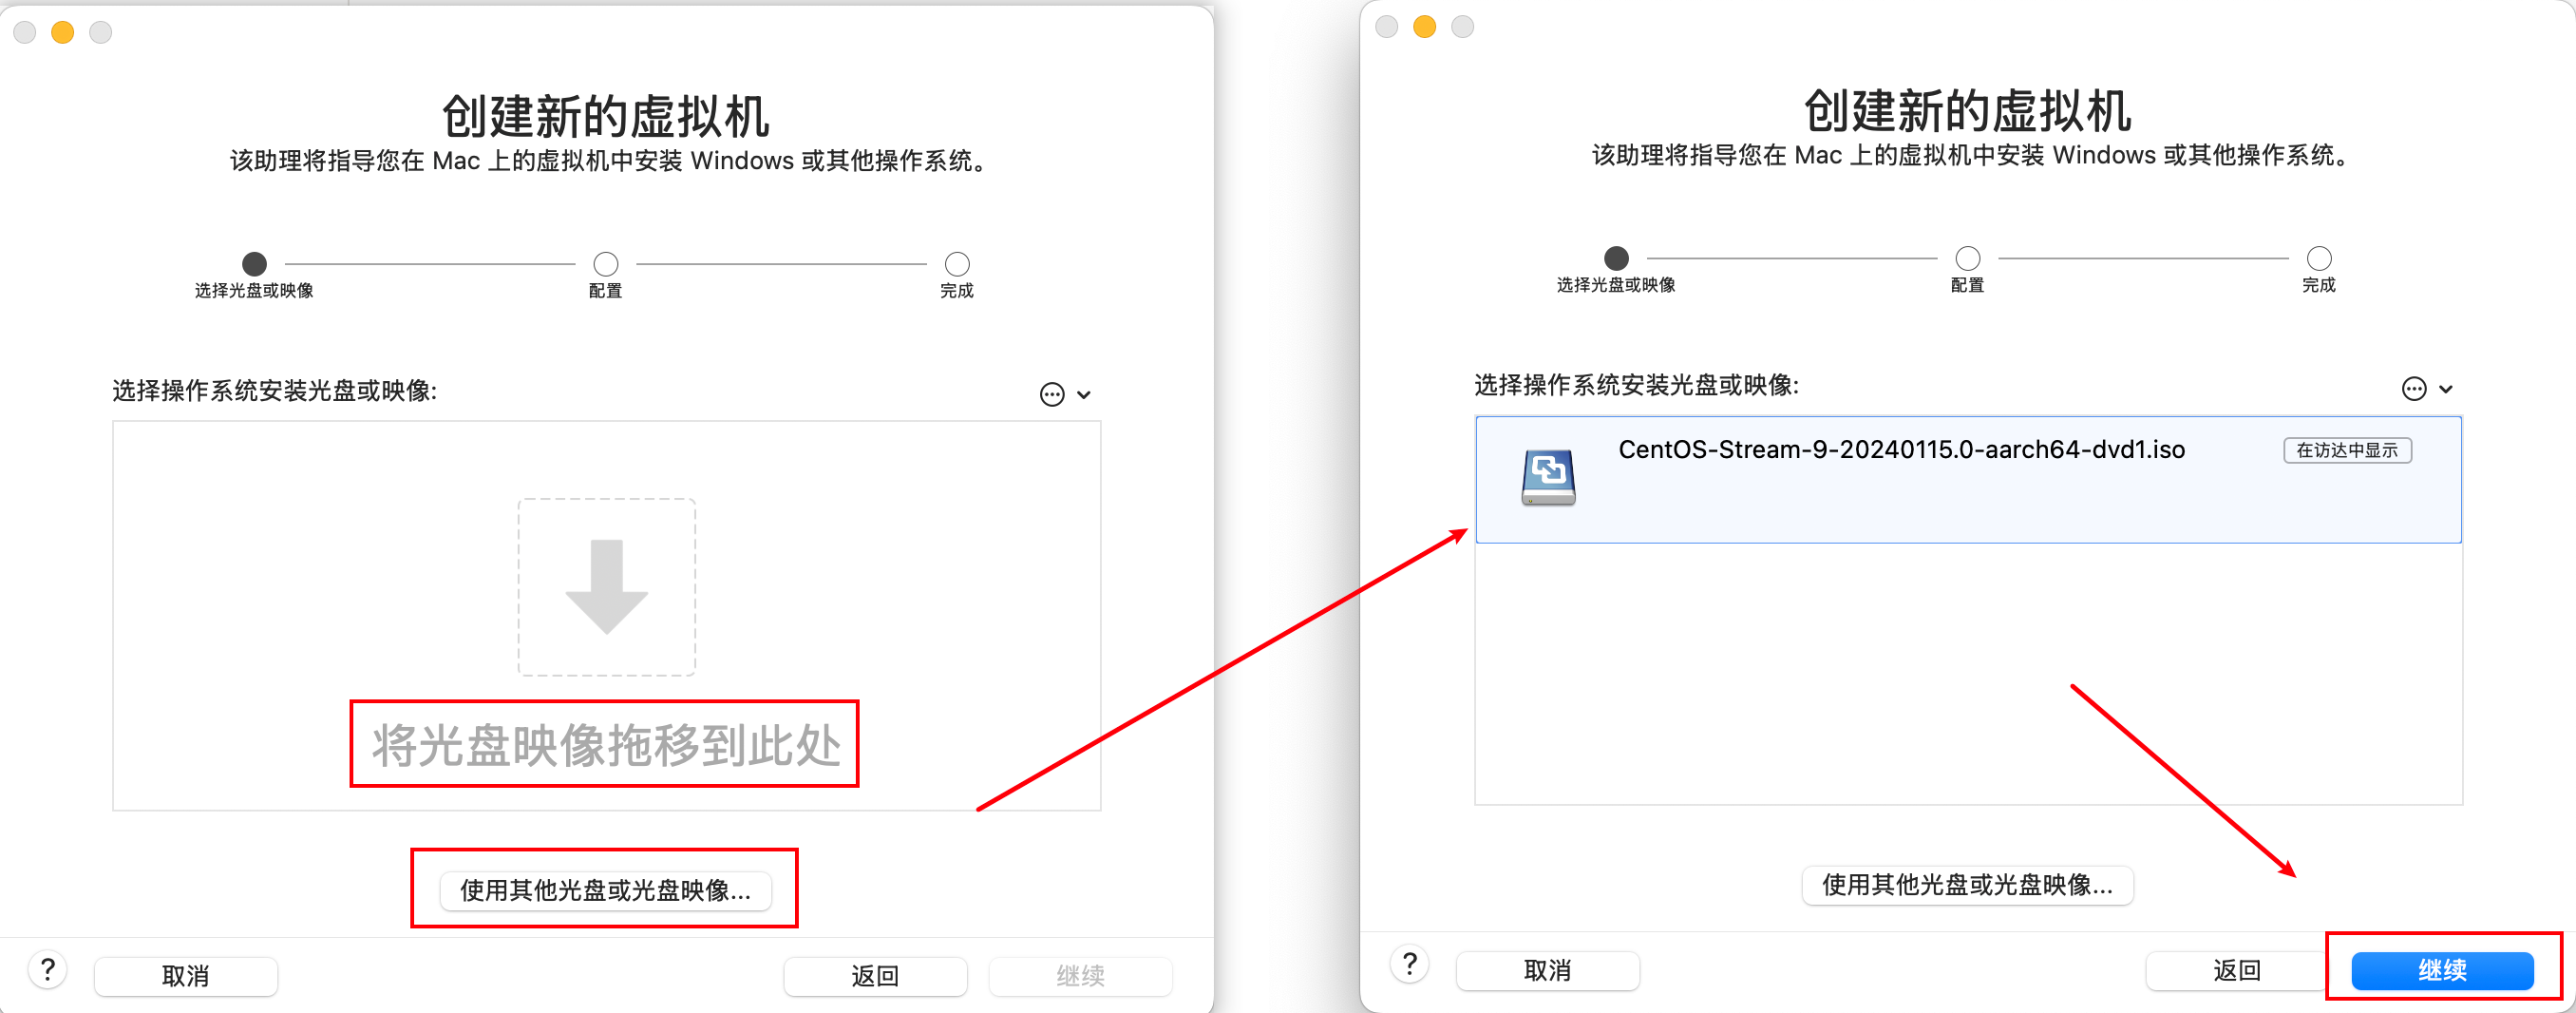 创建新的虚拟机
该助理将指导您在 Mac 上的虚拟机中安装 Windows 或其他操作系统。
选择光盘或映像
配置
完成
选择操作系统安装光盘或映像:
将光盘映像拖移到此处
使用其他光盘或光盘映像...
?
取消
返回
继续
创建新的虚拟机
该助理将指导您在 Mac 上的虚拟机中安装 Windows 或其他操作系统。
选择光盘或映像
配置
完成
选择操作系统安装光盘或映像:
CentOS-Stream-9-20240115.0-aarch64-dvd1.iso
在访达中显示
使用其他光盘或光盘映像...
?
取消
返回
继续